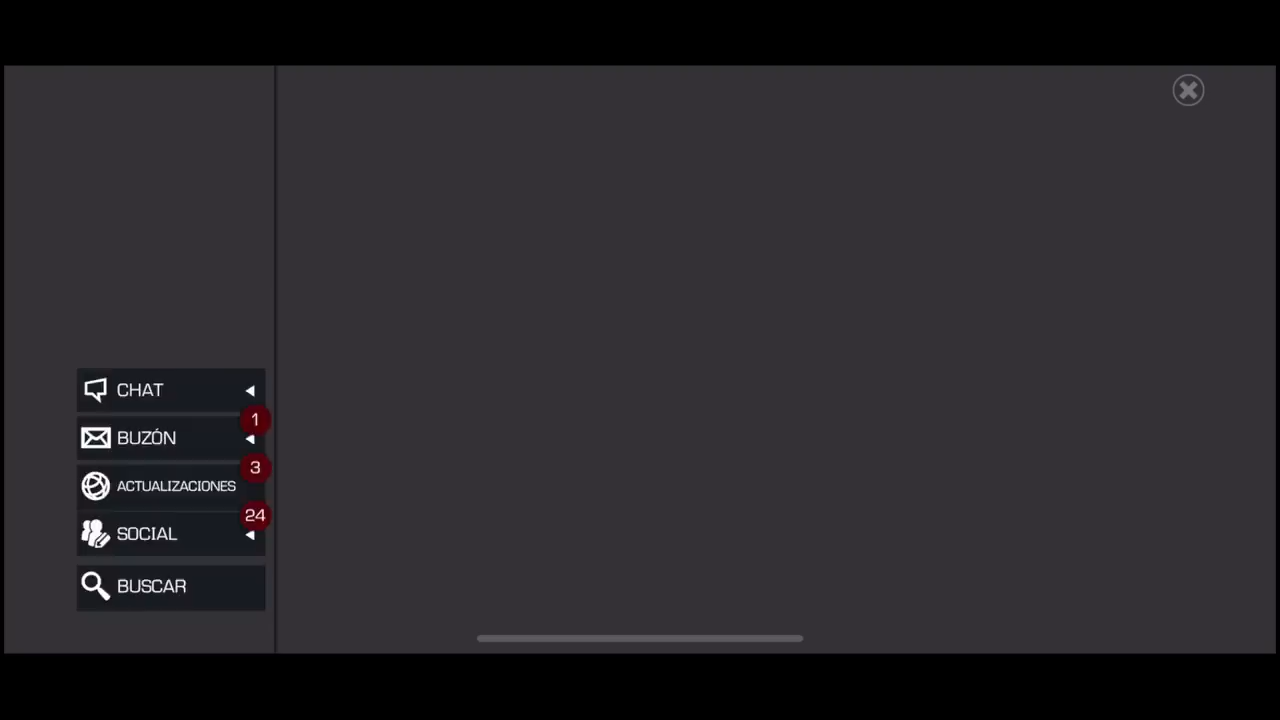 CHAT
1
BUZÓN
3
ACTUALIZACIONES
24
SOCIAL
BUSCAR